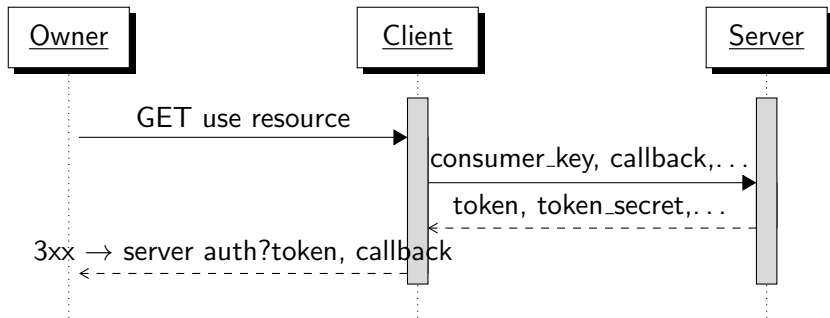 Owner
Client
Server
GET use resource
consumer_key, callback,...
token, token_secret,...
3xx → server auth?token, callback